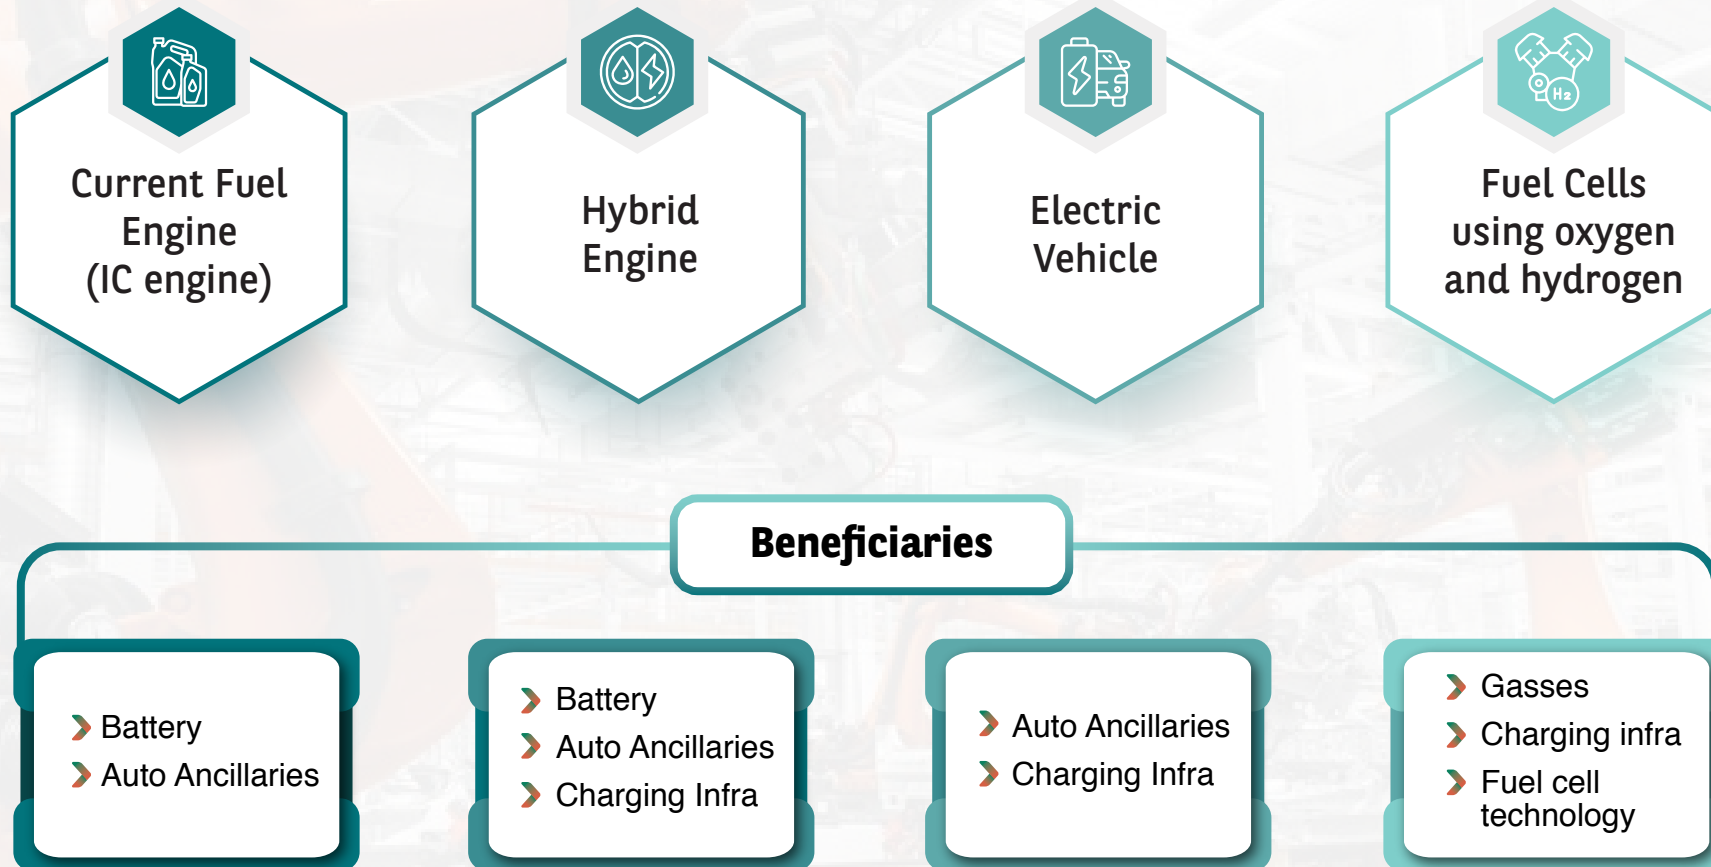 Current Fuel
Engine
(IC engine)
Hybrid
Engine
Electric
Vehicle
H2
Fuel Cells
using oxygen
and hydrogen
Beneficiaries
Battery
Auto Ancillaries
Battery
Auto Ancillaries
Charging Infra
Auto Ancillaries
Charging Infra
Gasses
Charging infra
Fuel cell
technology